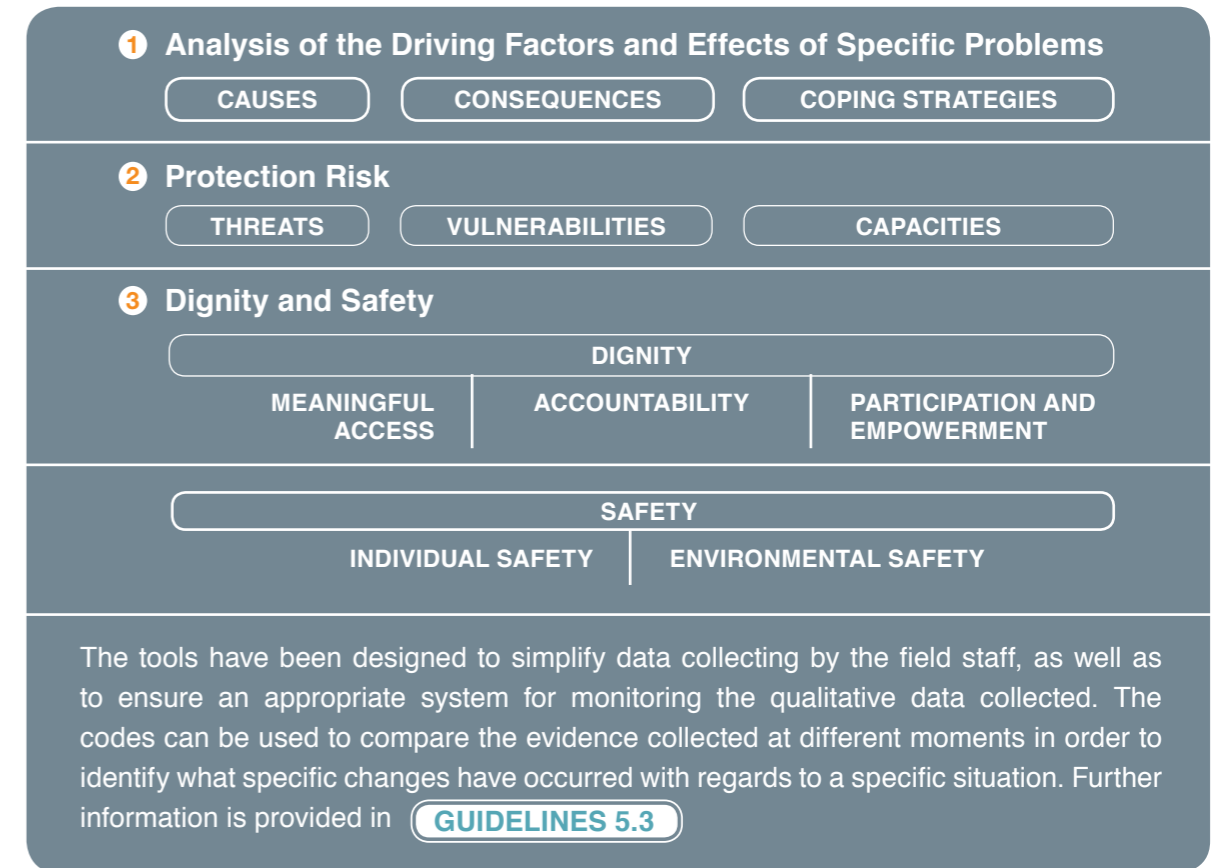 1 Analysis of the Driving Factors and Effects of Specific Problems
CAUSES CONSEQUENCES COPING STRATEGIES
2 Protection Risk
THREATS VULNERABILITIES CAPACITIES
3 Dignity and Safety
DIGNITY
MEANINGFUL ACCESS
ACCOUNTABILITY
PARTICIPATION AND EMPOWERMENT
SAFETY
INDIVIDUAL SAFETY ENVIRONMENTAL SAFETY
The tools have been designed to simplify data collecting by the field staff, as well as
to ensure an appropriate system for monitoring the qualitative data collected. The
codes can be used to compare the evidence collected at different moments in order to
identify what specific changes have occurred with regards to a specific situation. Further
information is provided in GUIDELINES 5.3